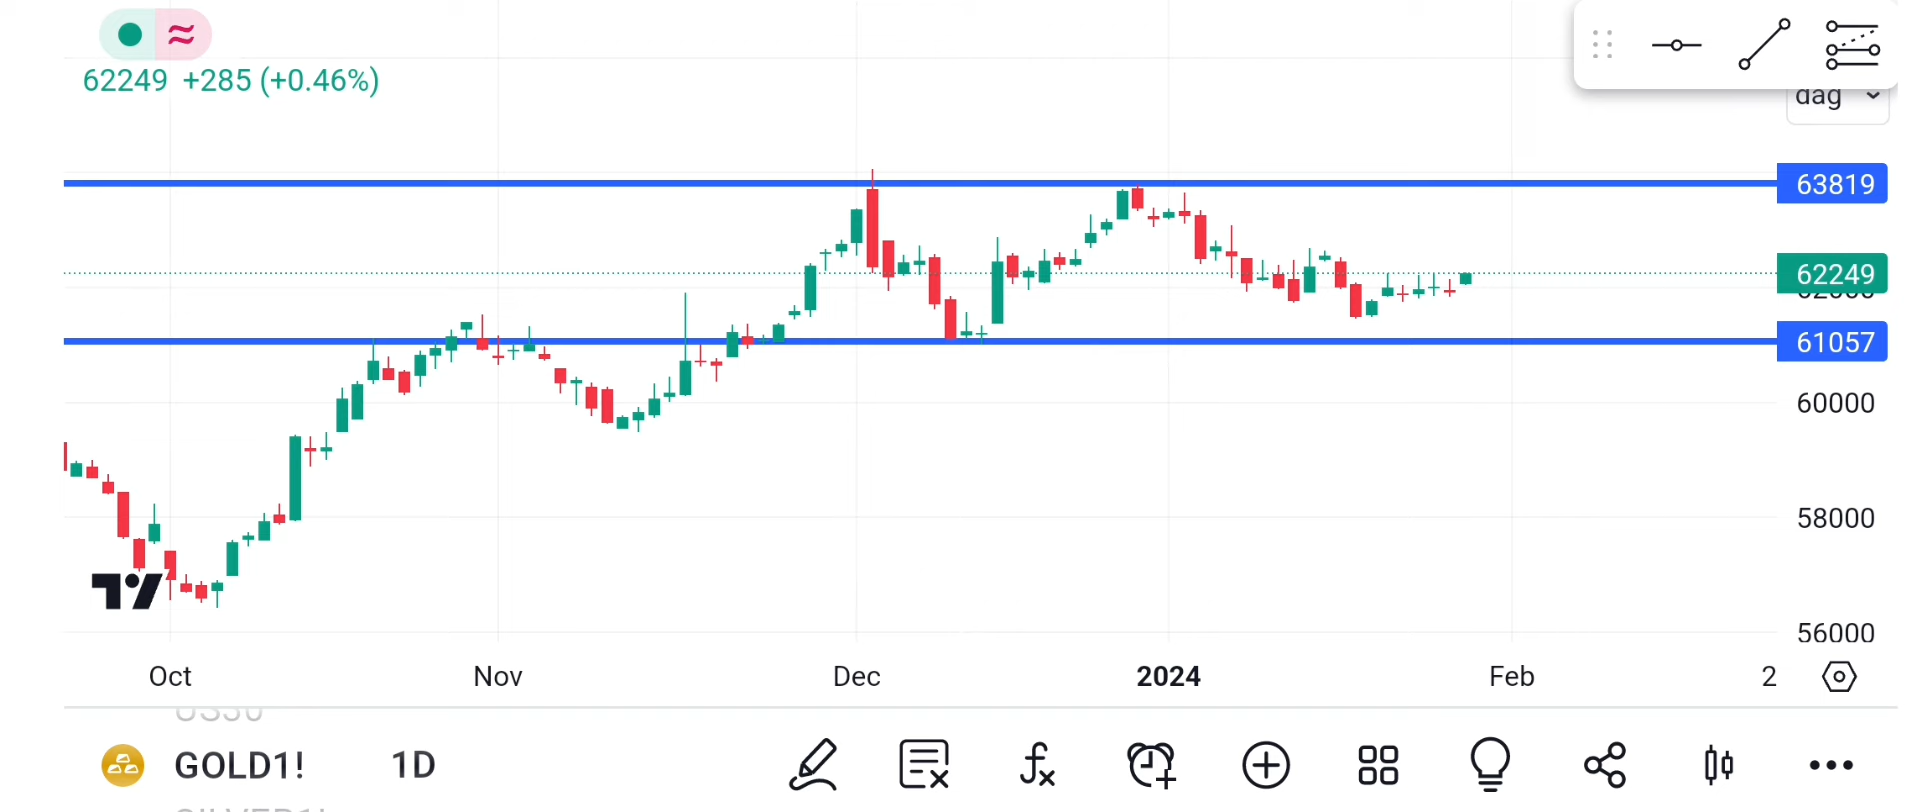 62249 +285 (+0.46%)
dag
63819
62249
61057
60000
58000
56000
Oct Nov Dec 2024 Feb 2
US30
GOLD1! 1D